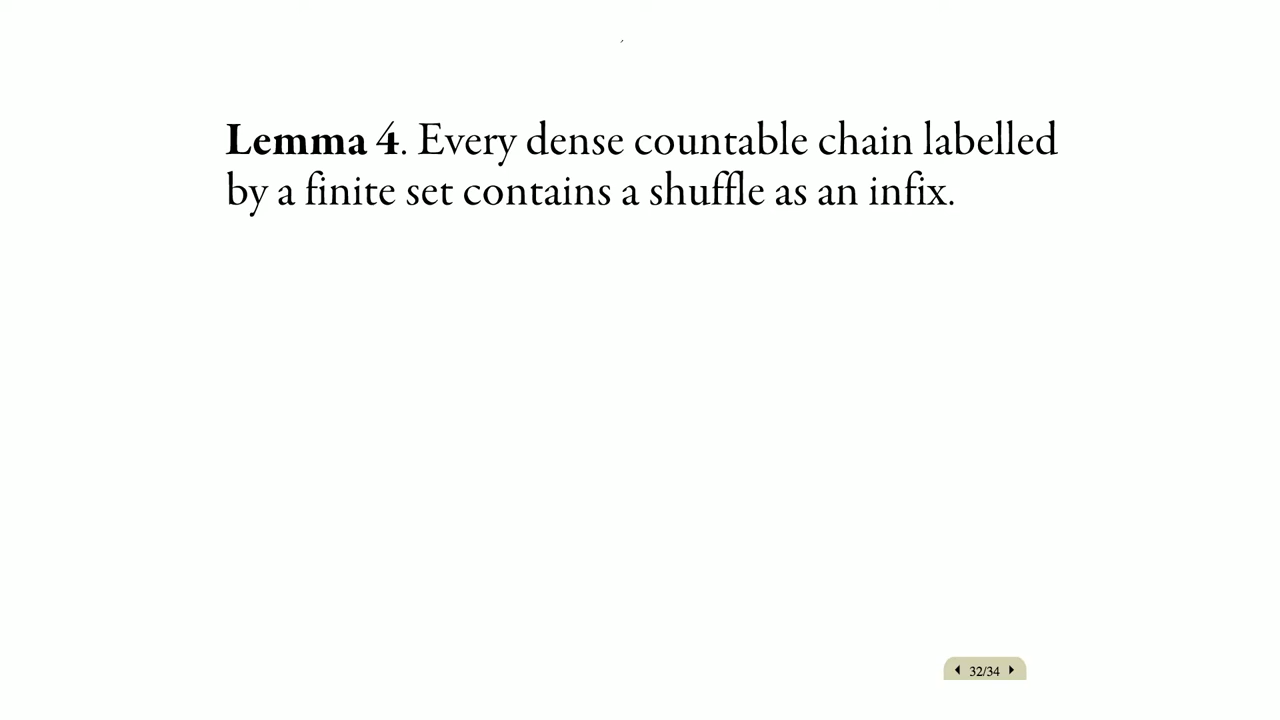 Lemma 4. Every dense countable chain labelled
by a finite set contains a shuffle as an infix.
32/34